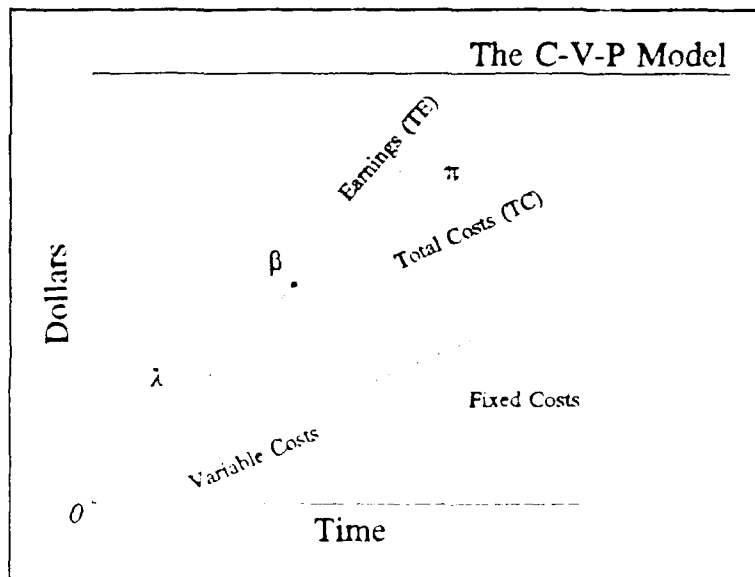 The C-V-P Model
Earnings (TE)
π
Total Costs (TC)
β
Dollars
λ
Fixed Costs
Variable Costs
0
Time